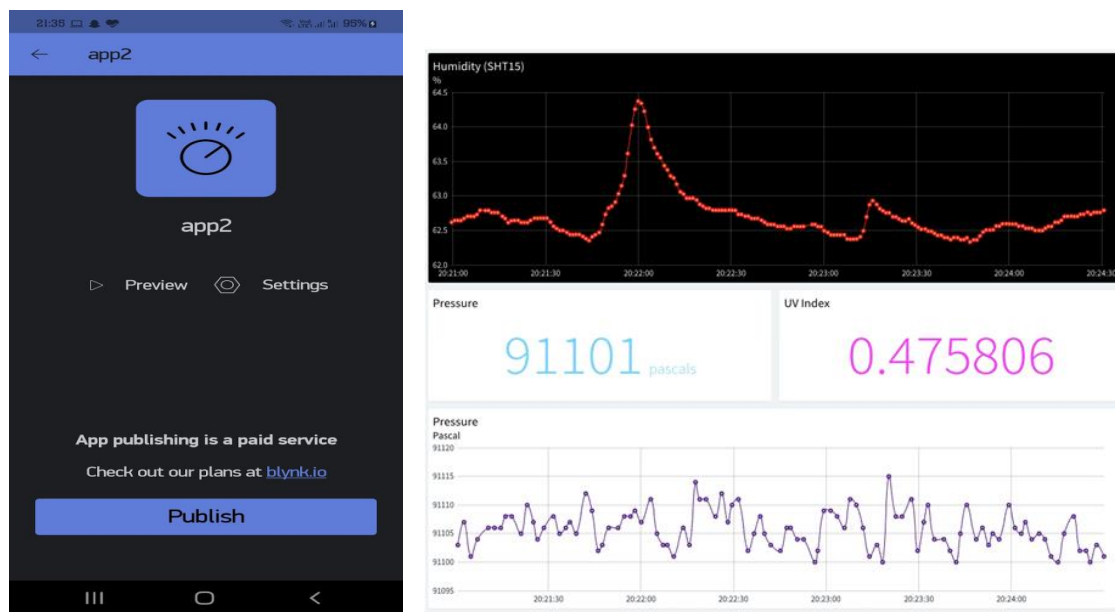 21:35 95%
app2
app2
Preview Settings
App publishing is a paid service
Check out our plans at blynk.io
Publish
Humidity (SHT15)
%
64.5
64.0
63.5
63.0
62.5
62.0
20:21:00 20:21:30 20:22:00 20:22:30 20:23:00 20:23:30 20:24:00 20:24:30
Pressure
91101 pascals
UV Index
0.475806
Pressure
Pascal
91120
91115
91110
91105
91100
91095
20:21:30 20:22:00 20:22:30 20:23:00 20:23:30 20:24:00